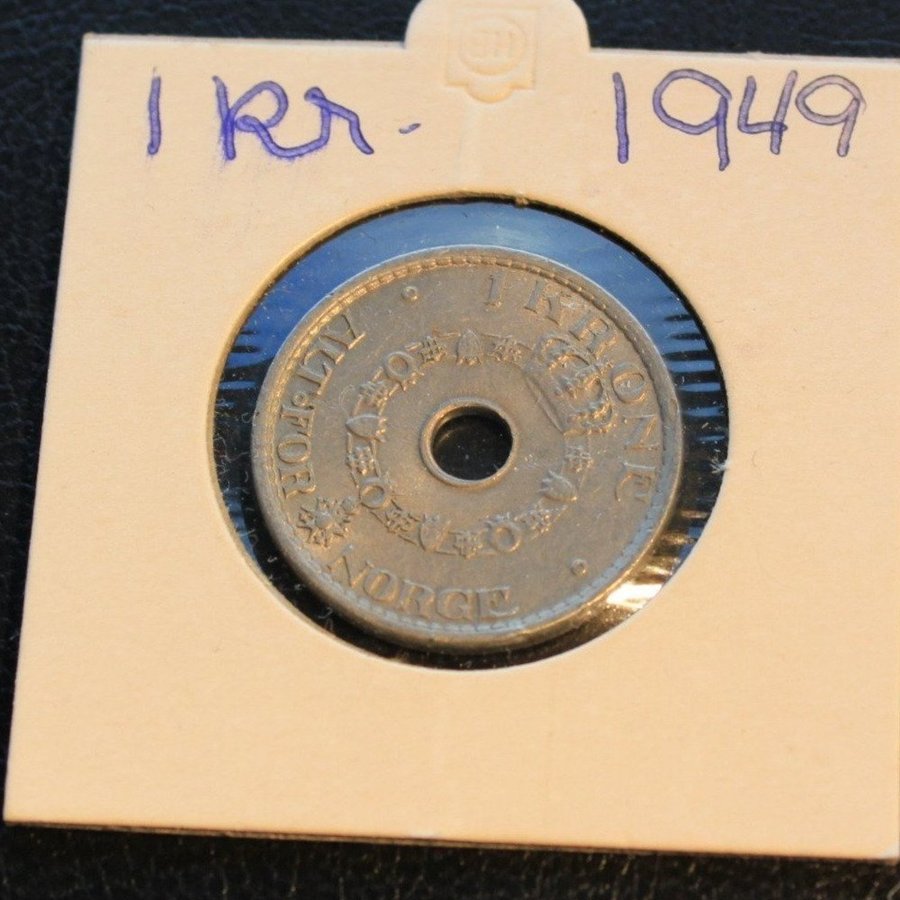 1 kr. 1949
1 KRONE
ALT FOR NORGE